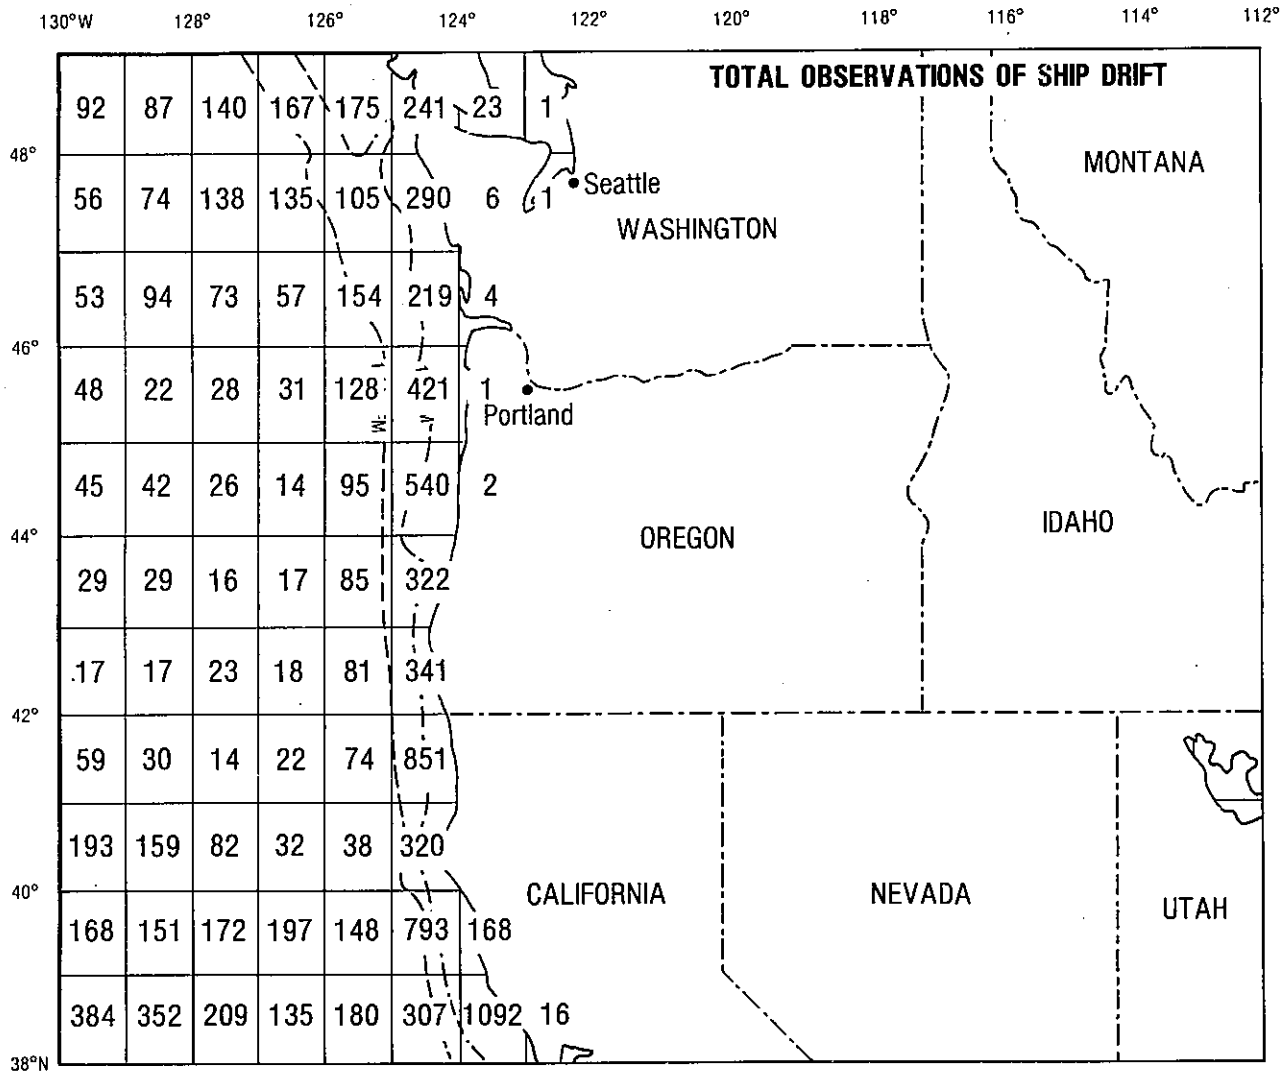 130°W 128° 126° 124° 122° 120° 118° 116° 114° 112°
TOTAL OBSERVATIONS OF SHIP DRIFT
92 87 140 167 175 241 23 1
48° MONTANA
Seattle
56 74 138 135 105 290 6 1
WASHINGTON
53 94 73 57 154 219 4
46°
48 22 28 31 128 421 1
Portland
45 42 26 14 95 540 2
IDAHO
44° OREGON
29 29 16 17 85 322
17 17 23 18 81 341
42°
59 30 14 22 74 851
193 159 82 32 38 320
40° CALIFORNIA NEVADA
UTAH
168 151 172 197 148 793 168
384 352 209 135 180 307 1092 16
38°N